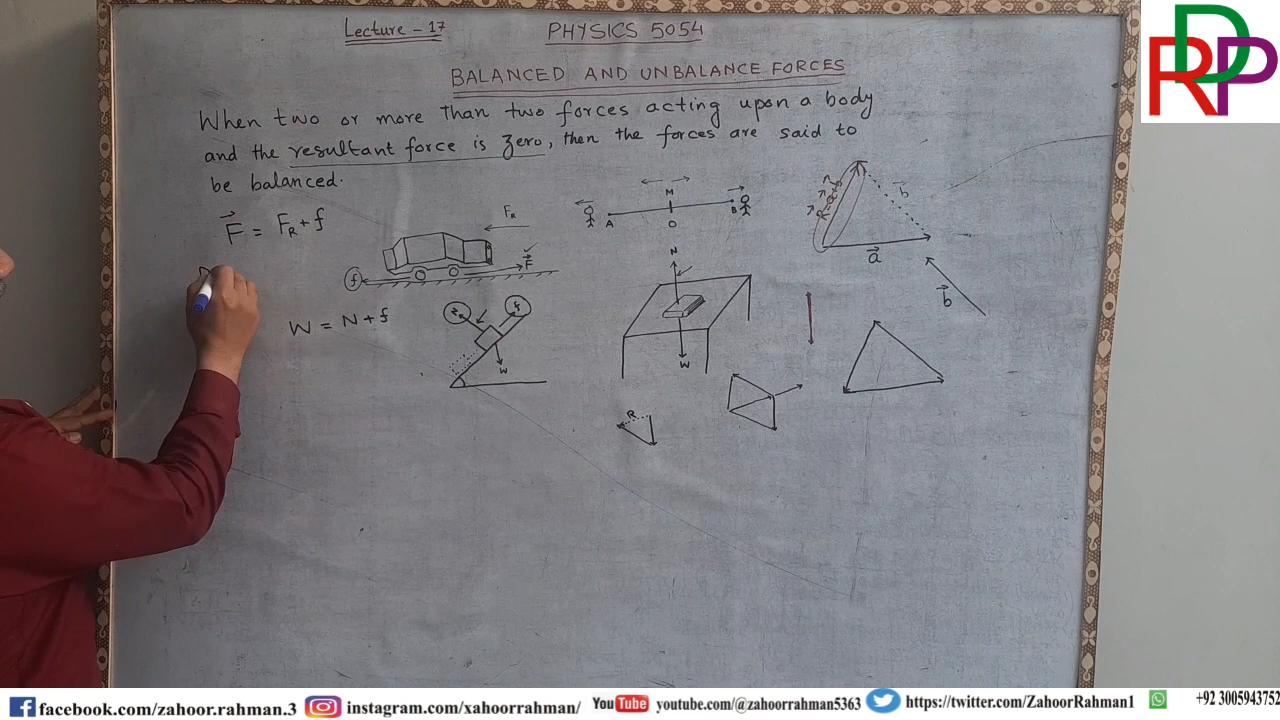 Lecture - 17
PHYSICS 5054
RDP
BALANCED AND UNBALANCE FORCES
When two or more than two forces acting upon a body
and the resultant force is zero, then the forces are said to
be balanced.
F = FR + f
FR
f
F
M
A
O
B
N
W
R = a + b
b
a
b
W = N + f
f
W
R
facebook.com/zahoor.rahman.3
instagram.com/xahoorrahman/
YouTube youtube.com/@zahoorrahman5363
https://twitter.com/ZahoorRahman1
+92 3005943752